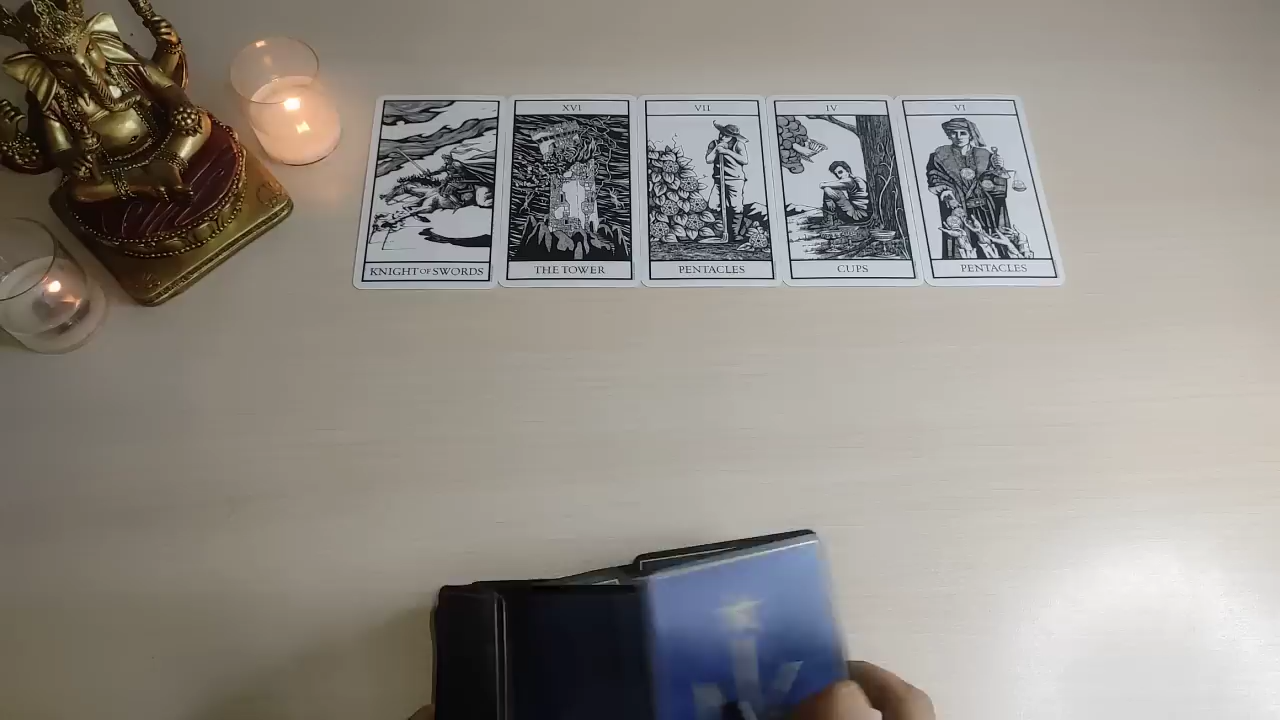 KNIGHT OF SWORDS
XVI
THE TOWER
VII
PENTACLES
IV
CUPS
VI
PENTACLES